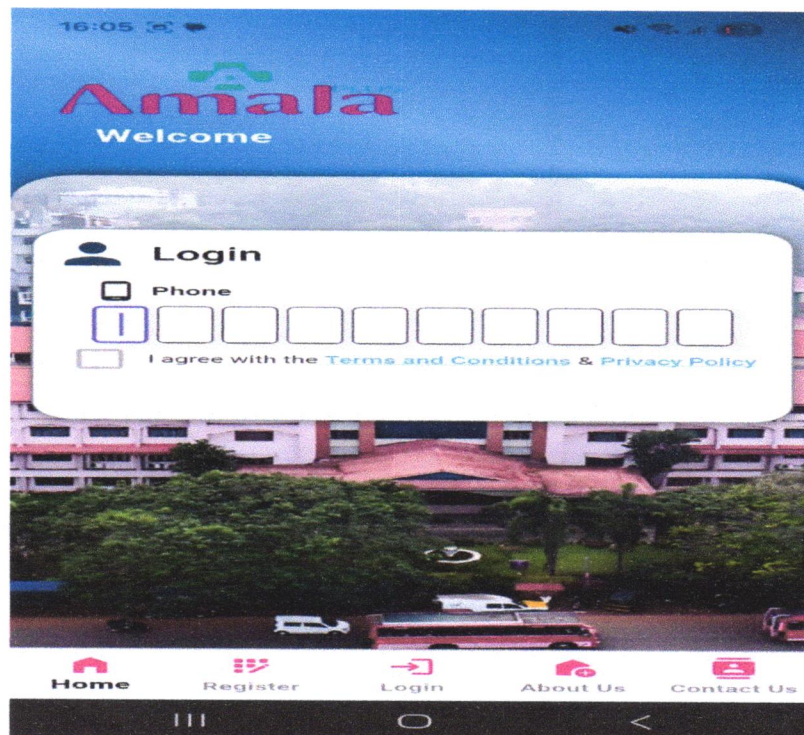 16:05
Amala
Welcome
Login
Phone
I agree with the Terms and Conditions & Privacy Policy
Home Register Login About Us Contact Us